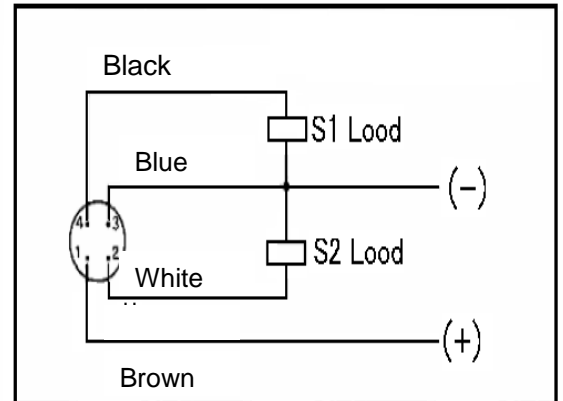 Black
S1 Lood
Blue
(-)
4 3
1 2
S2 Lood
White
(+)
Brown